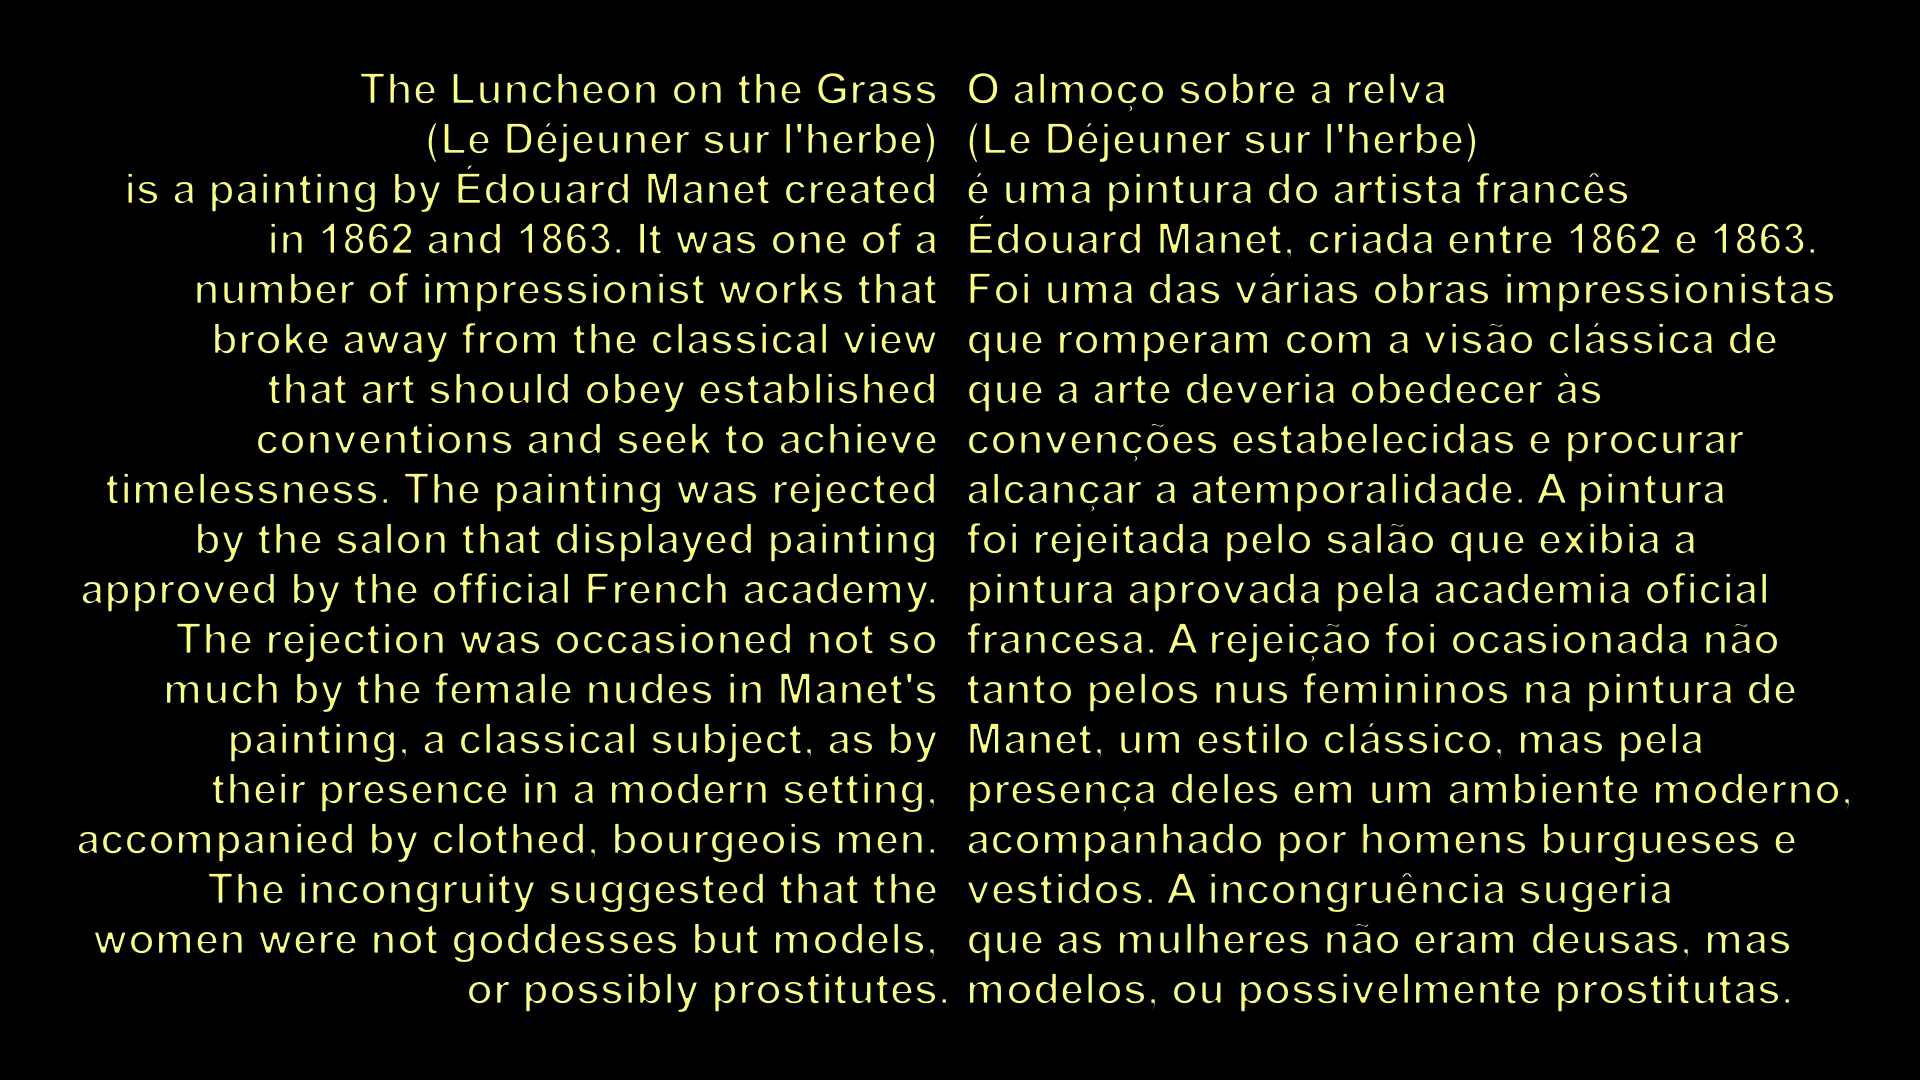 The Luncheon on the Grass
(Le Déjeuner sur l'herbe)
is a painting by Édouard Manet created
in 1862 and 1863. It was one of a
number of impressionist works that
broke away from the classical view
that art should obey established
conventions and seek to achieve
timelessness. The painting was rejected
by the salon that displayed painting
approved by the official French academy.
The rejection was occasioned not so
much by the female nudes in Manet's
painting, a classical subject, as by
their presence in a modern setting,
accompanied by clothed, bourgeois men.
The incongruity suggested that the
women were not goddesses but models,
or possibly prostitutes.
O almoço sobre a relva
(Le Déjeuner sur l'herbe)
é uma pintura do artista francês
Édouard Manet, criada entre 1862 e 1863.
Foi uma das várias obras impressionistas
que romperam com a visão clássica de
que a arte deveria obedecer às
convenções estabelecidas e procurar
alcançar a atemporalidade. A pintura
foi rejeitada pelo salão que exibia a
pintura aprovada pela academia oficial
francesa. A rejeição foi ocasionada não
tanto pelos nus femininos na pintura de
Manet, um estilo clássico, mas pela
presença deles em um ambiente moderno,
acompanhado por homens burgueses e
vestidos. A incongruência sugeria
que as mulheres não eram deusas, mas
modelos, ou possivelmente prostitutas.